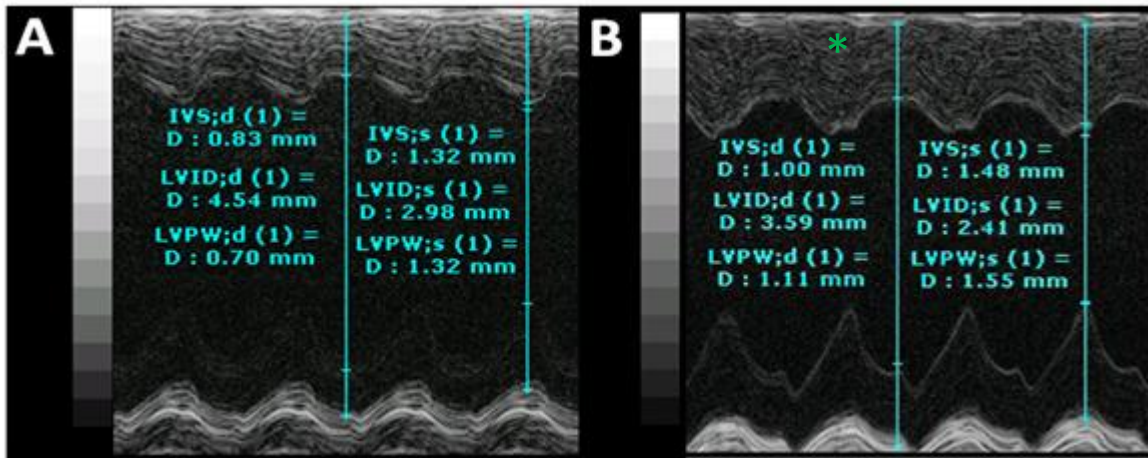 A
IVS;d (1) =
D : 0.83 mm
LVID;d (1) =
D : 4.54 mm
LVPW;d (1) =
D : 0.70 mm
IVS;s (1) =
D : 1.32 mm
LVID;s (1) =
D : 2.98 mm
LVPW;s (1) =
D : 1.32 mm
B
*
IVS;d (1) =
D : 1.00 mm
LVID;d (1) =
D : 3.59 mm
LVPW;d (1) =
D : 1.11 mm
IVS;s (1) =
D : 1.48 mm
LVID;s (1) =
D : 2.41 mm
LVPW;s (1) =
D : 1.55 mm